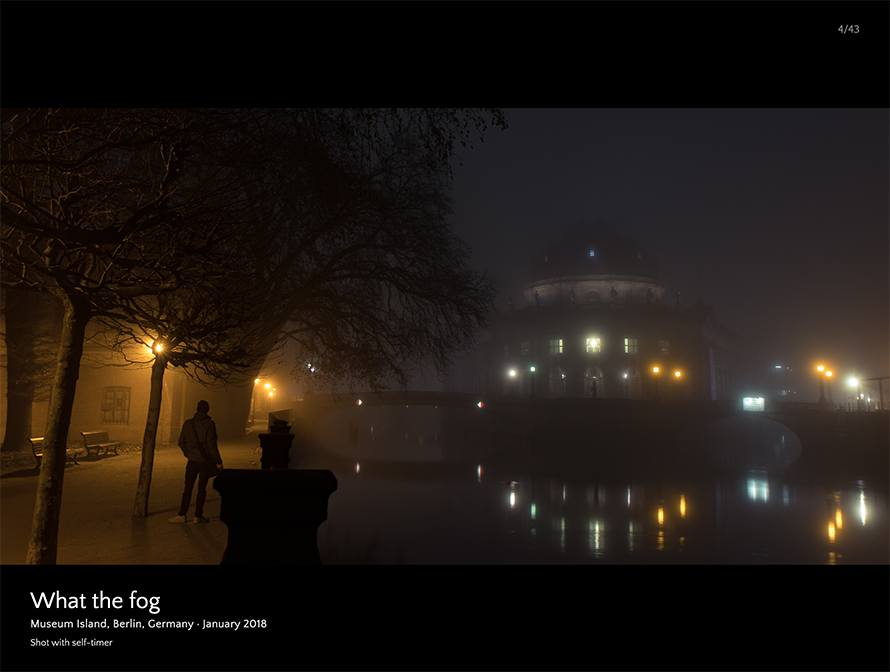 4/43
What the fog
Museum Island, Berlin, Germany · January 2018
Shot with self-timer